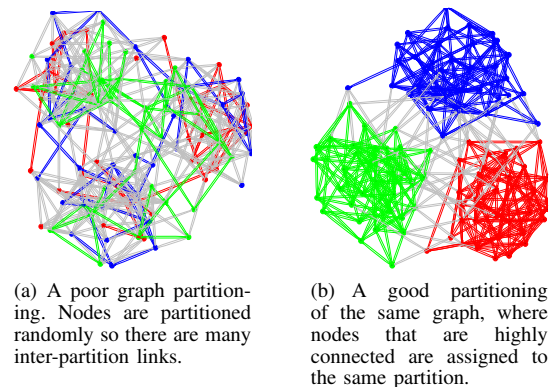 (a) A poor graph partition-
ing. Nodes are partitioned
randomly so there are many
inter-partition links.
(b) A good partitioning
of the same graph, where
nodes that are highly
connected are assigned to
the same partition.